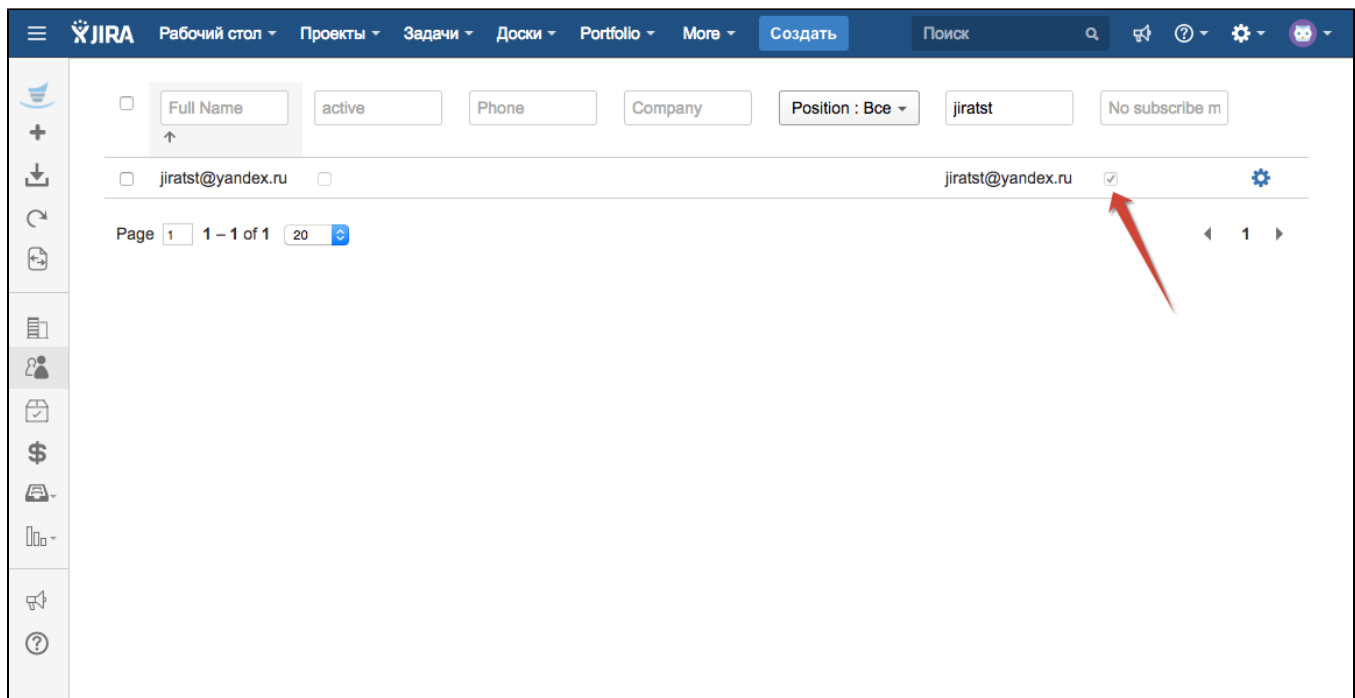 JIRA Рабочий стол Проекты Задачи Доски Portfolio More Создать Поиск
Full Name active Phone Company Position : Все jiratst No subscribe m
jiratst@yandex.ru jiratst@yandex.ru
Page 1 1 – 1 of 1 20 1